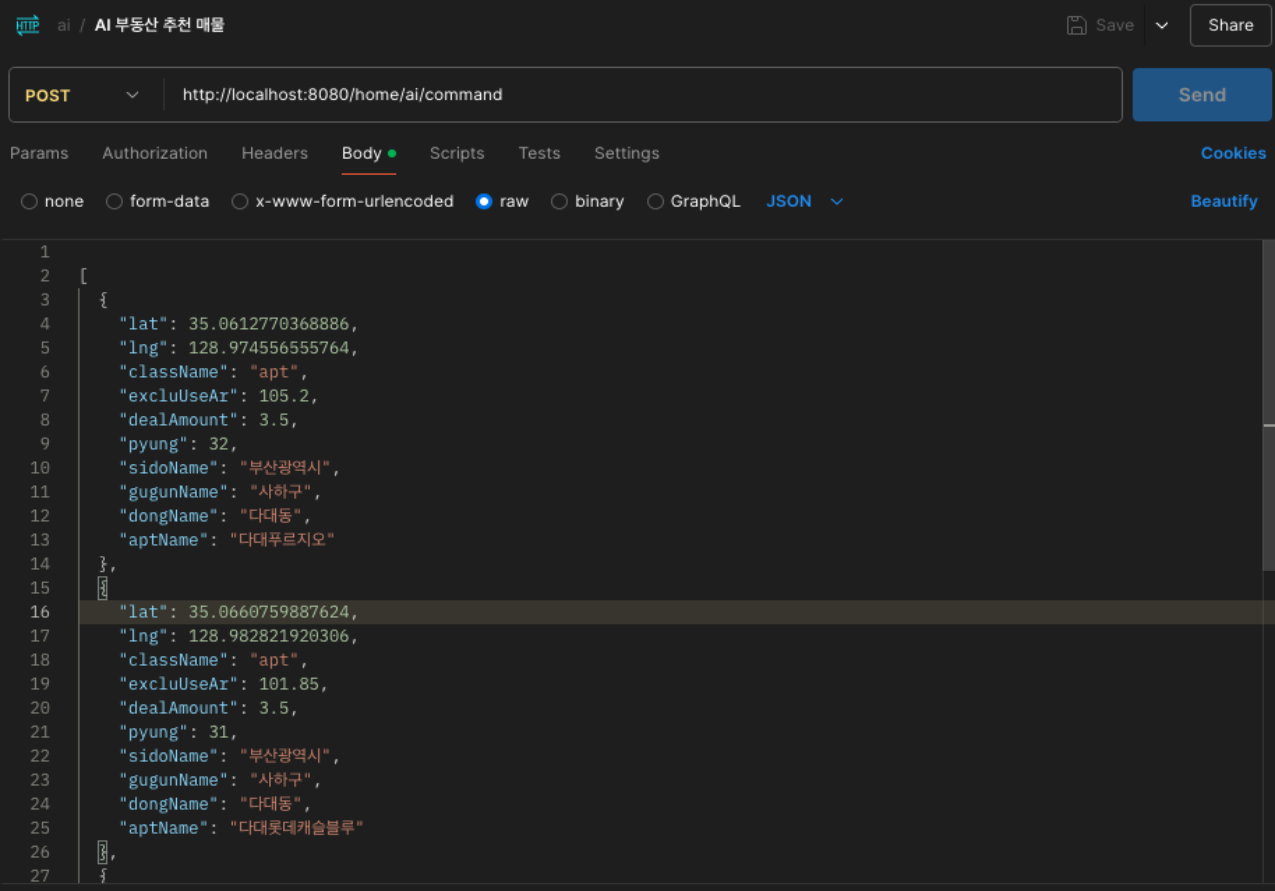 HTTP ai / AI 부동산 추천 매물 Save Share
POST http://localhost:8080/home/ai/command Send
Params Authorization Headers Body Scripts Tests Settings Cookies
none form-data x-www-form-urlencoded raw binary GraphQL JSON Beautify
1
2 [
3 {
4 "lat": 35.0612770368886,
5 "lng": 128.974556555764,
6 "className": "apt",
7 "excluUseAr": 105.2,
8 "dealAmount": 3.5,
9 "pyung": 32,
10 "sidoName": "부산광역시",
11 "gugunName": "사하구",
12 "dongName": "다대동",
13 "aptName": "다대푸르지오"
14 },
15 {
16 "lat": 35.0660759887624,
17 "lng": 128.982821920306,
18 "className": "apt",
19 "excluUseAr": 101.85,
20 "dealAmount": 3.5,
21 "pyung": 31,
22 "sidoName": "부산광역시",
23 "gugunName": "사하구",
24 "dongName": "다대동",
25 "aptName": "다대롯데캐슬블루"
26 },
27 {